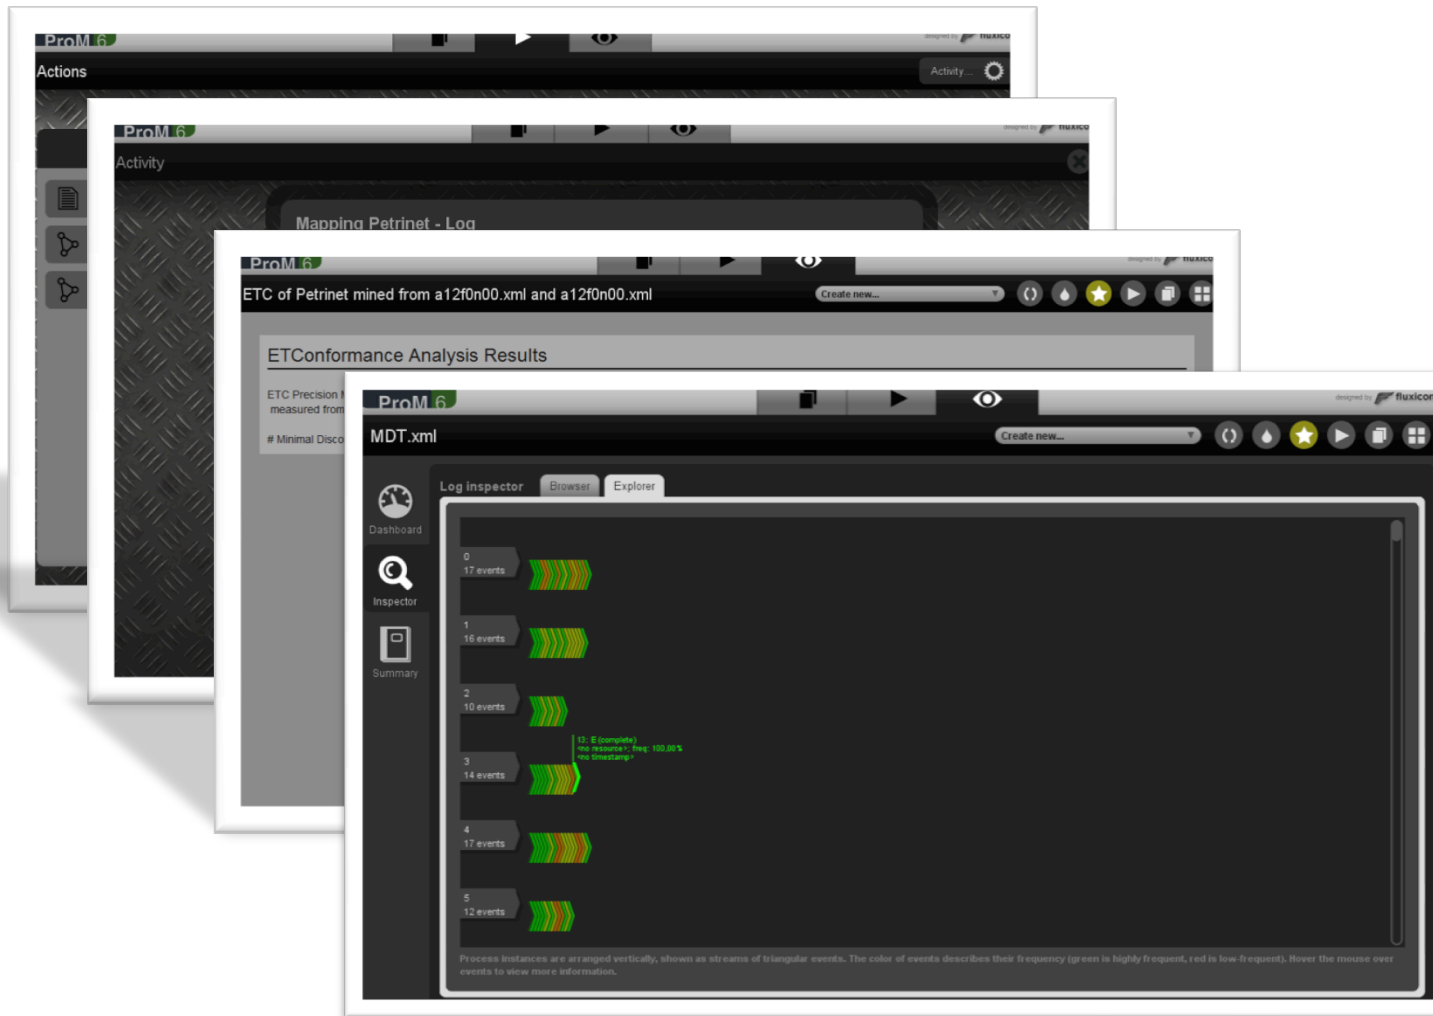 ProM 6
designed by fluxicon
Actions
Activity...
ProM 6
designed by fluxicon
Activity
Mapping Petrinet - Log
ProM 6
designed by fluxicon
ETC of Petrinet mined from a12f0n00.xml and a12f0n00.xml
Create new...
ETConformance Analysis Results
ETC Precision
measured from
# Minimal Disco
ProM 6
designed by fluxicon
MDT.xml
Create new...
Log inspector
Browser
Explorer
Dashboard
Inspector
Summary
0
17 events
1
16 events
2
10 events
13: E (complete)
<no resource>; freq: 100,00%
<no timestamp>
3
14 events
4
17 events
5
12 events
Process instances are arranged vertically, shown as streams of triangular events. The color of events describes their frequency (green is highly frequent, red is low-frequent). Hover the mouse over
events to view more information.